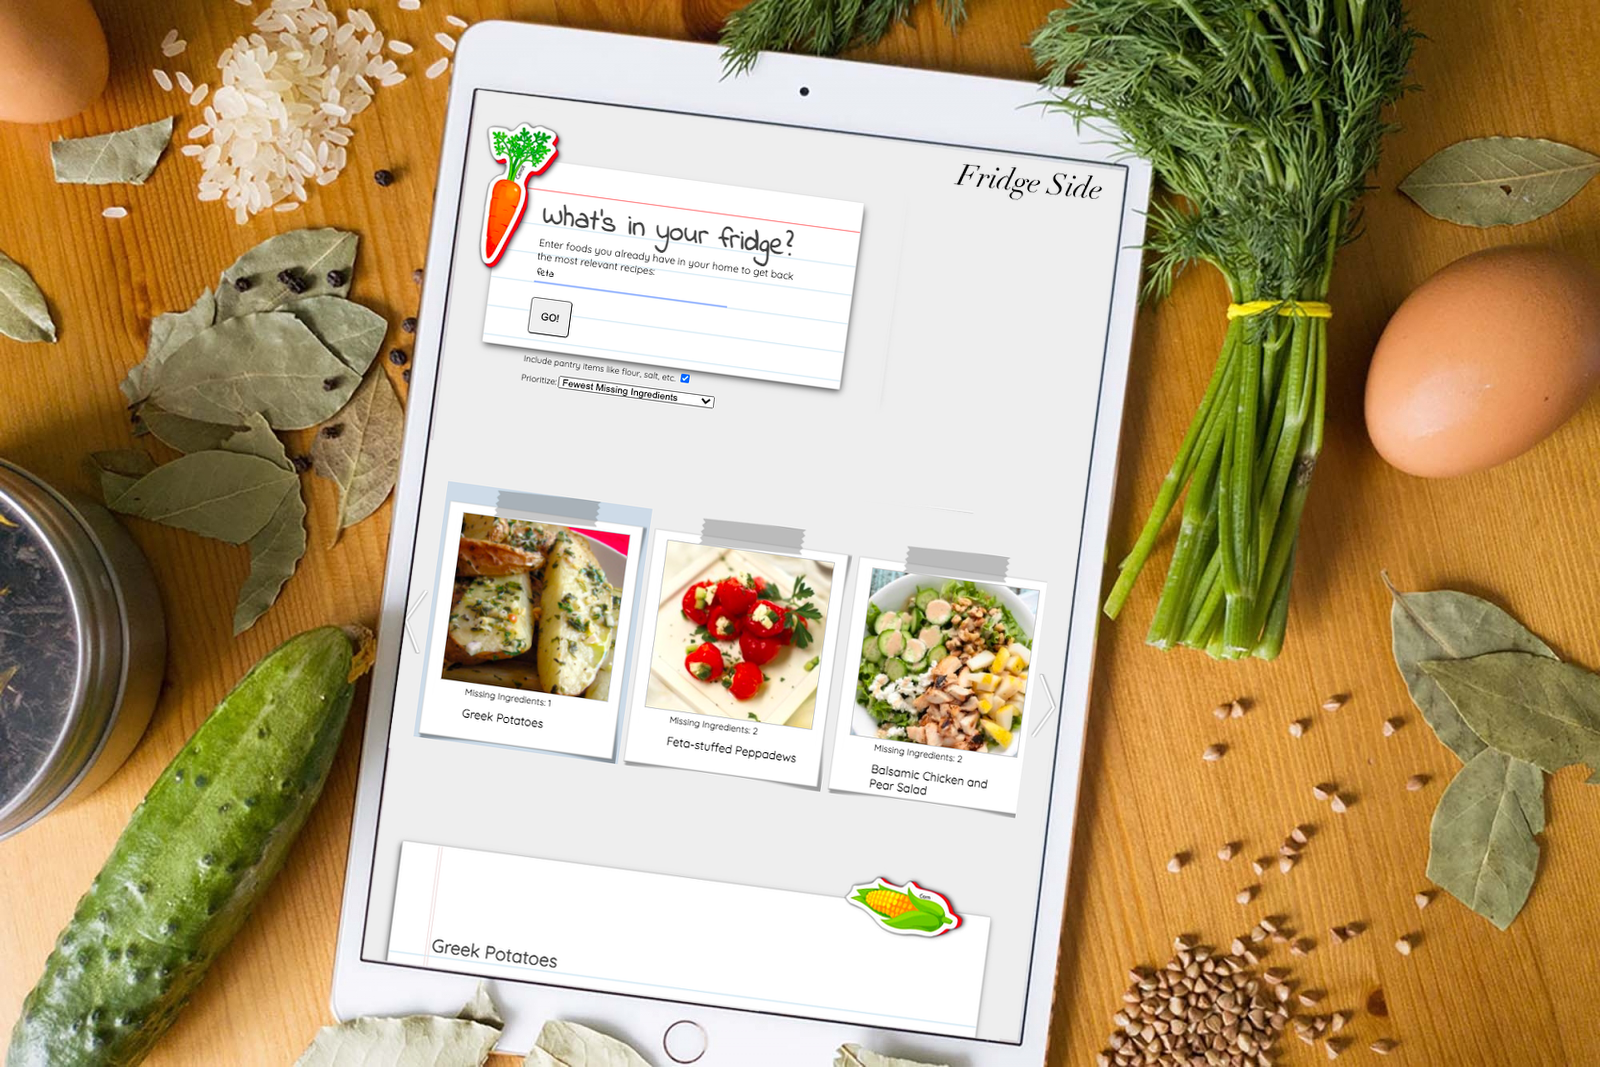 Fridge Side
what's in your fridge?
Enter foods you already have in your home to get back
the most relevant recipes:
feta
GO!
Include pantry items like flour, salt, etc.
Prioritize: Fewest Missing Ingredients
Missing Ingredients: 1
Greek Potatoes
Missing Ingredients: 2
Feta-stuffed Peppadews
Missing Ingredients: 2
Balsamic Chicken and
Pear Salad
Corn
Greek Potatoes